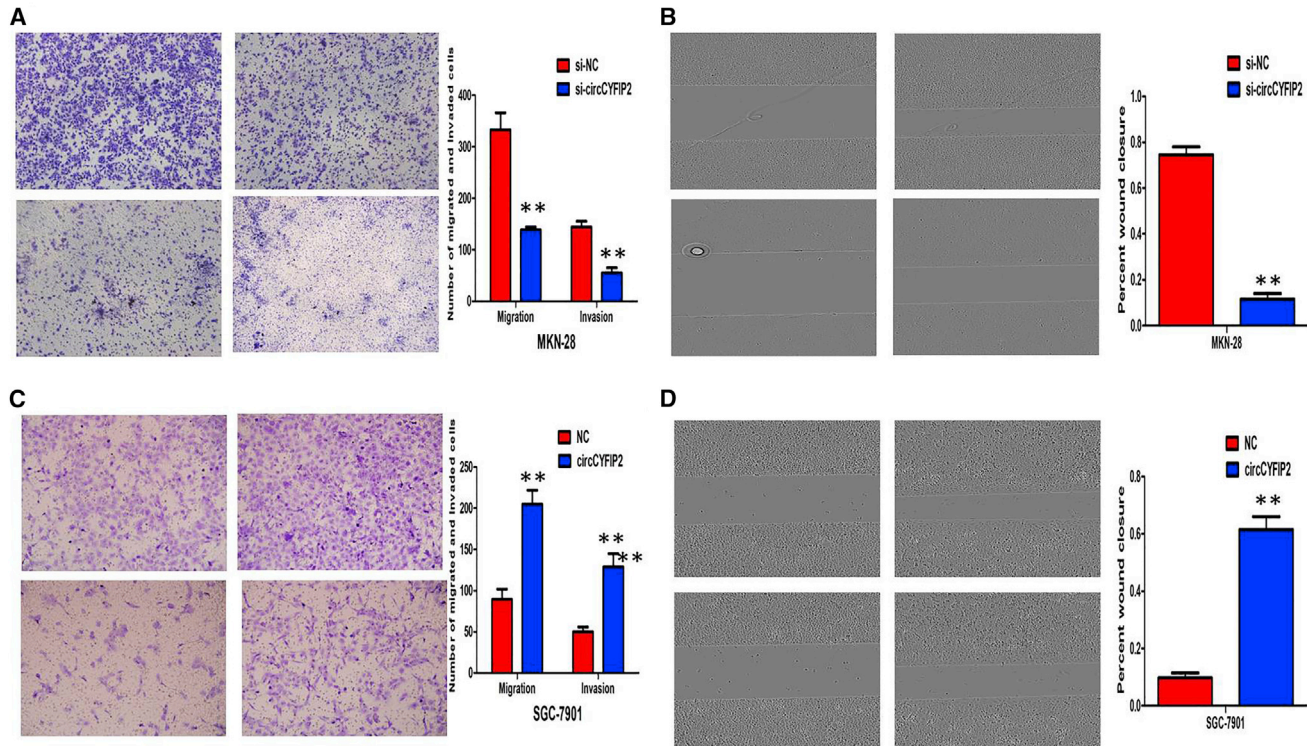 A
si-NC
si-circCYFIP2
Number of migrated and Invaded cells
400
300
200
100
0
**
**
Migration
Invasion
MKN-28
B
si-NC
si-circCYFIP2
Percent wound closure
1.0
0.8
0.6
0.4
0.2
0.0
**
MKN-28
C
NC
circCYFIP2
Number of migrated and Invaded cells
250
200
150
100
50
0
**
**
**
Migration
Invasion
SGC-7901
D
NC
circCYFIP2
Percent wound closure
0.8
0.6
0.4
0.2
0.0
**
SGC-7901